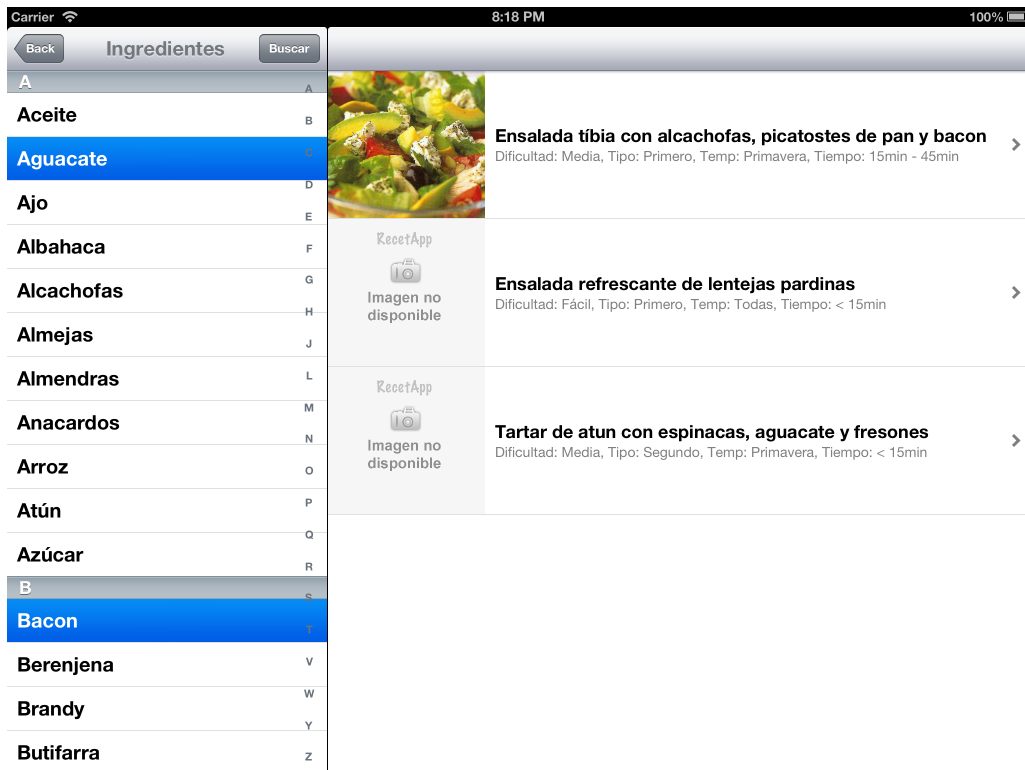 Carrier 8:18 PM 100%
Back Ingredientes Buscar
A
Aceite
Aguacate
Ajo
Albahaca
Alcachofas
Almejas
Almendras
Anacardos
Arroz
Atún
Azúcar
B
Bacon
Berenjena
Brandy
Butifarra
A
B
C
D
E
F
G
H
J
L
M
N
O
P
Q
R
S
T
V
W
Y
Z
Ensalada tíbia con alcachofas, picatostes de pan y bacon
Dificultad: Media, Tipo: Primero, Temp: Primavera, Tiempo: 15min - 45min
RecetApp
Imagen no
disponible
Ensalada refrescante de lentejas pardinas
Dificultad: Fácil, Tipo: Primero, Temp: Todas, Tiempo: < 15min
RecetApp
Imagen no
disponible
Tartar de atun con espinacas, aguacate y fresones
Dificultad: Media, Tipo: Segundo, Temp: Primavera, Tiempo: < 15min